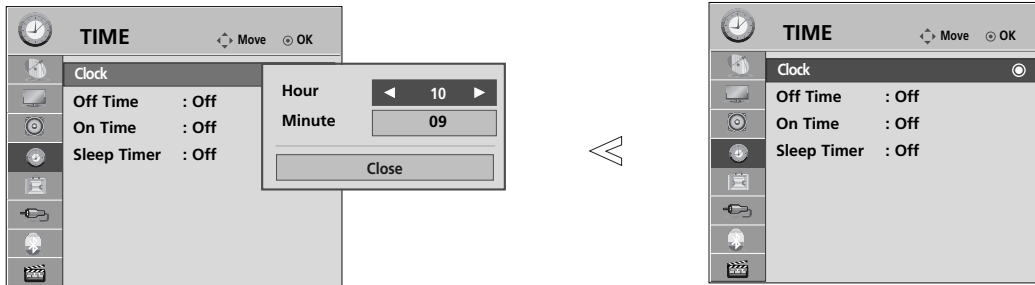 TIME Move OK
Clock
Off Time : Off
On Time : Off
Sleep Timer : Off
Hour ◄ 10 ►
Minute 09
Close
TIME Move OK
Clock
Off Time : Off
On Time : Off
Sleep Timer : Off